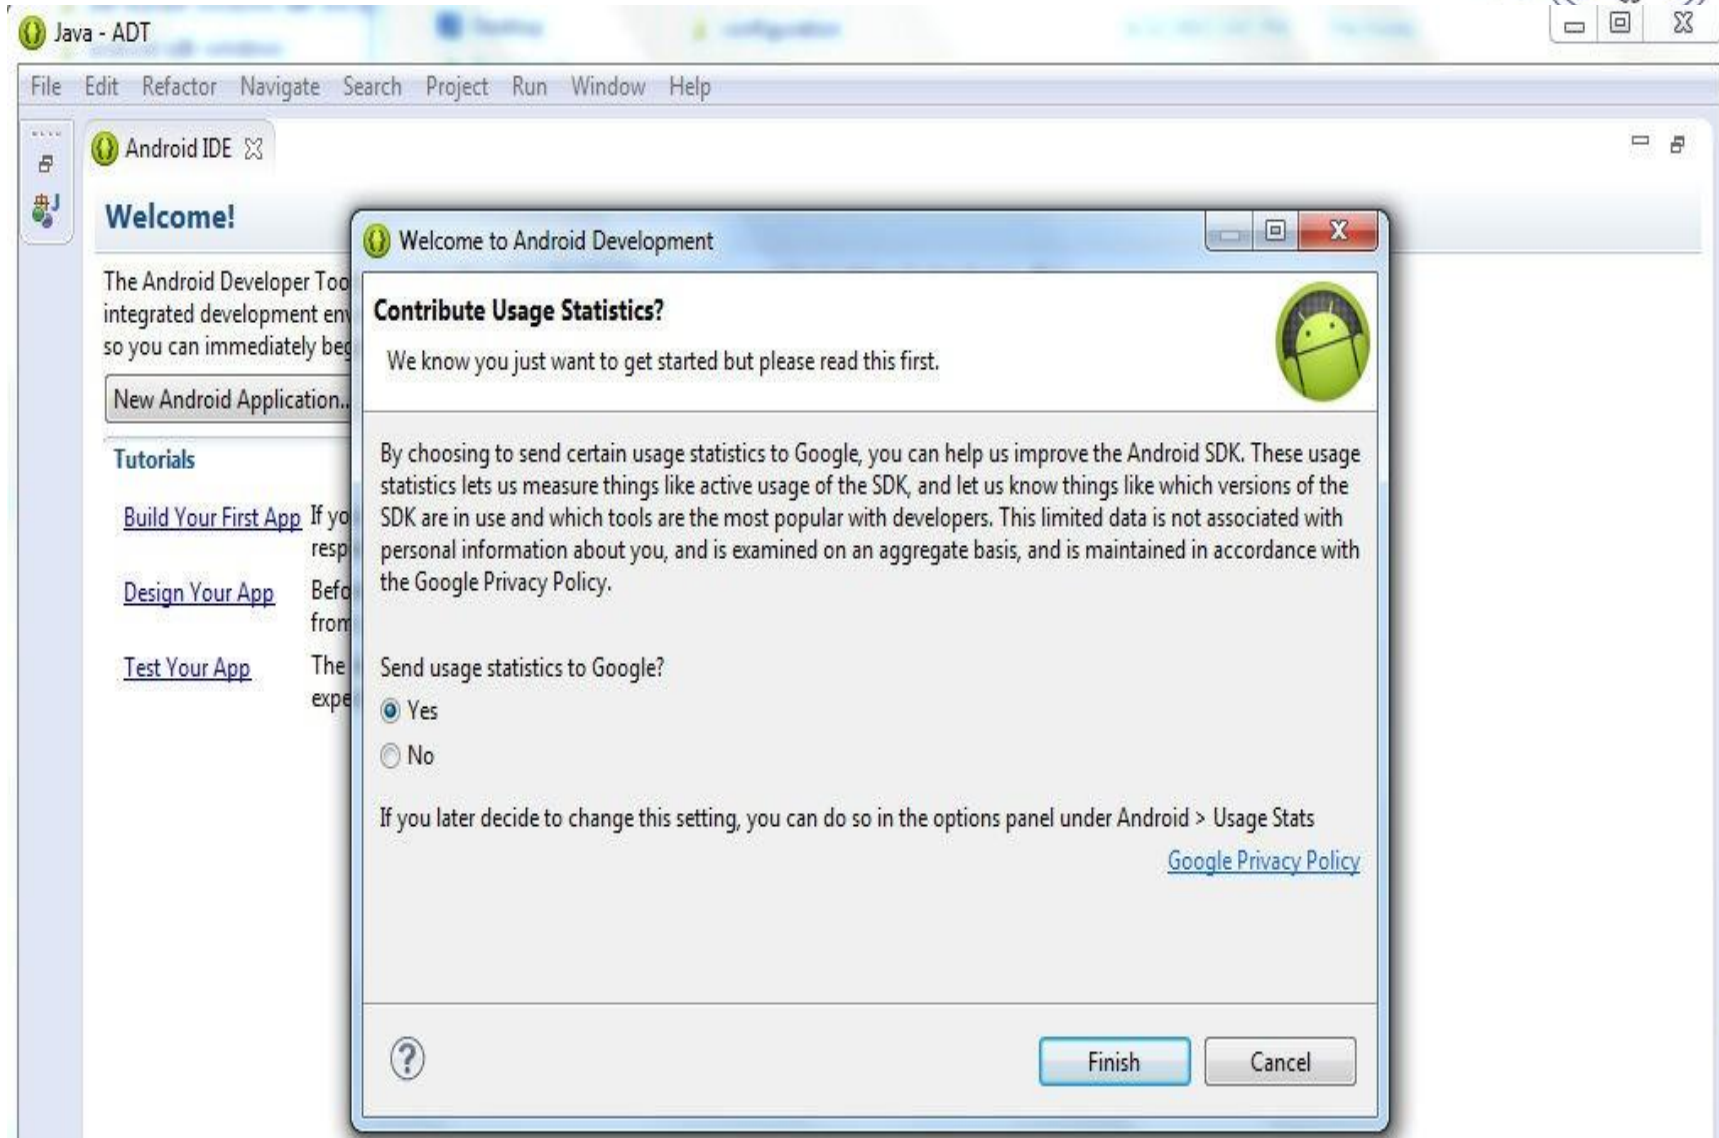 Java - ADT
File Edit Refactor Navigate Search Project Run Window Help
Android IDE
Welcome!
The Android Developer Too
integrated development env
so you can immediately beg
New Android Application..
Tutorials
Build Your First App If yo
resp
Design Your App Befo
from
Test Your App The
expe
Welcome to Android Development
Contribute Usage Statistics?
We know you just want to get started but please read this first.
By choosing to send certain usage statistics to Google, you can help us improve the Android SDK. These usage
statistics lets us measure things like active usage of the SDK, and let us know things like which versions of the
SDK are in use and which tools are the most popular with developers. This limited data is not associated with
personal information about you, and is examined on an aggregate basis, and is maintained in accordance with
the Google Privacy Policy.
Send usage statistics to Google?
Yes
No
If you later decide to change this setting, you can do so in the options panel under Android > Usage Stats
Google Privacy Policy
Finish Cancel